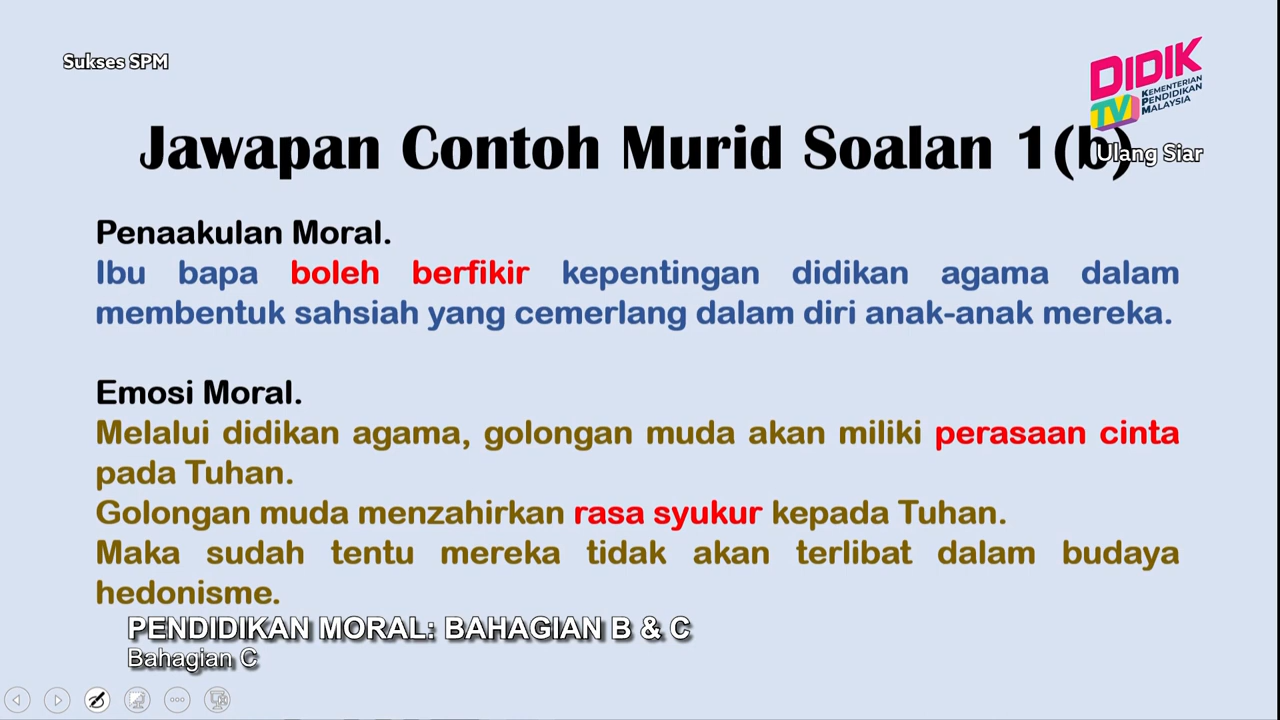 Sukses SPM
DIDIK
TV
KEMENTERIAN
PENDIDIKAN
MALAYSIA
Jawapan Contoh Murid Soalan 1(b)
Ulang Siar
Penaakulan Moral.
Ibu bapa boleh berfikir kepentingan didikan agama dalam
membentuk sahsiah yang cemerlang dalam diri anak-anak mereka.
Emosi Moral.
Melalui didikan agama, golongan muda akan miliki perasaan cinta
pada Tuhan.
Golongan muda menzahirkan rasa syukur kepada Tuhan.
Maka sudah tentu mereka tidak akan terlibat dalam budaya
hedonisme.
PENDIDIKAN MORAL: BAHAGIAN B & C
Bahagian C